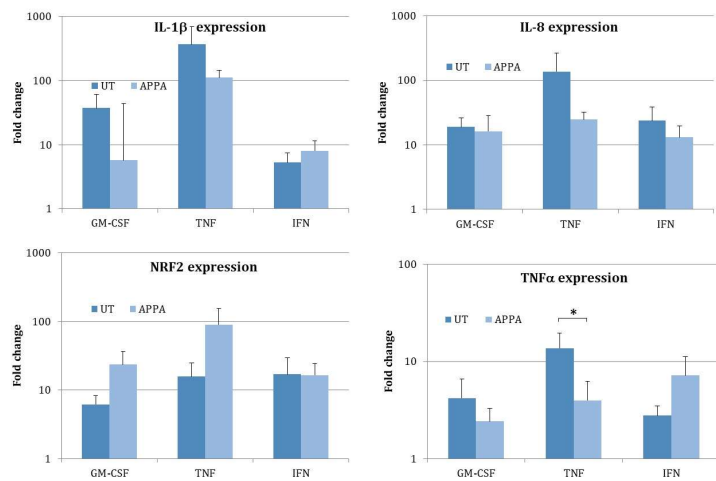 IL-1β expression
1000
100
10
1
Fold change
UT APPA
GM-CSF TNF IFN
IL-8 expression
1000
100
10
1
Fold change
UT APPA
GM-CSF TNF IFN
NRF2 expression
1000
100
10
1
Fold change
UT APPA
GM-CSF TNF IFN
TNFα expression
100
10
1
Fold change
UT APPA
*
GM-CSF TNF IFN